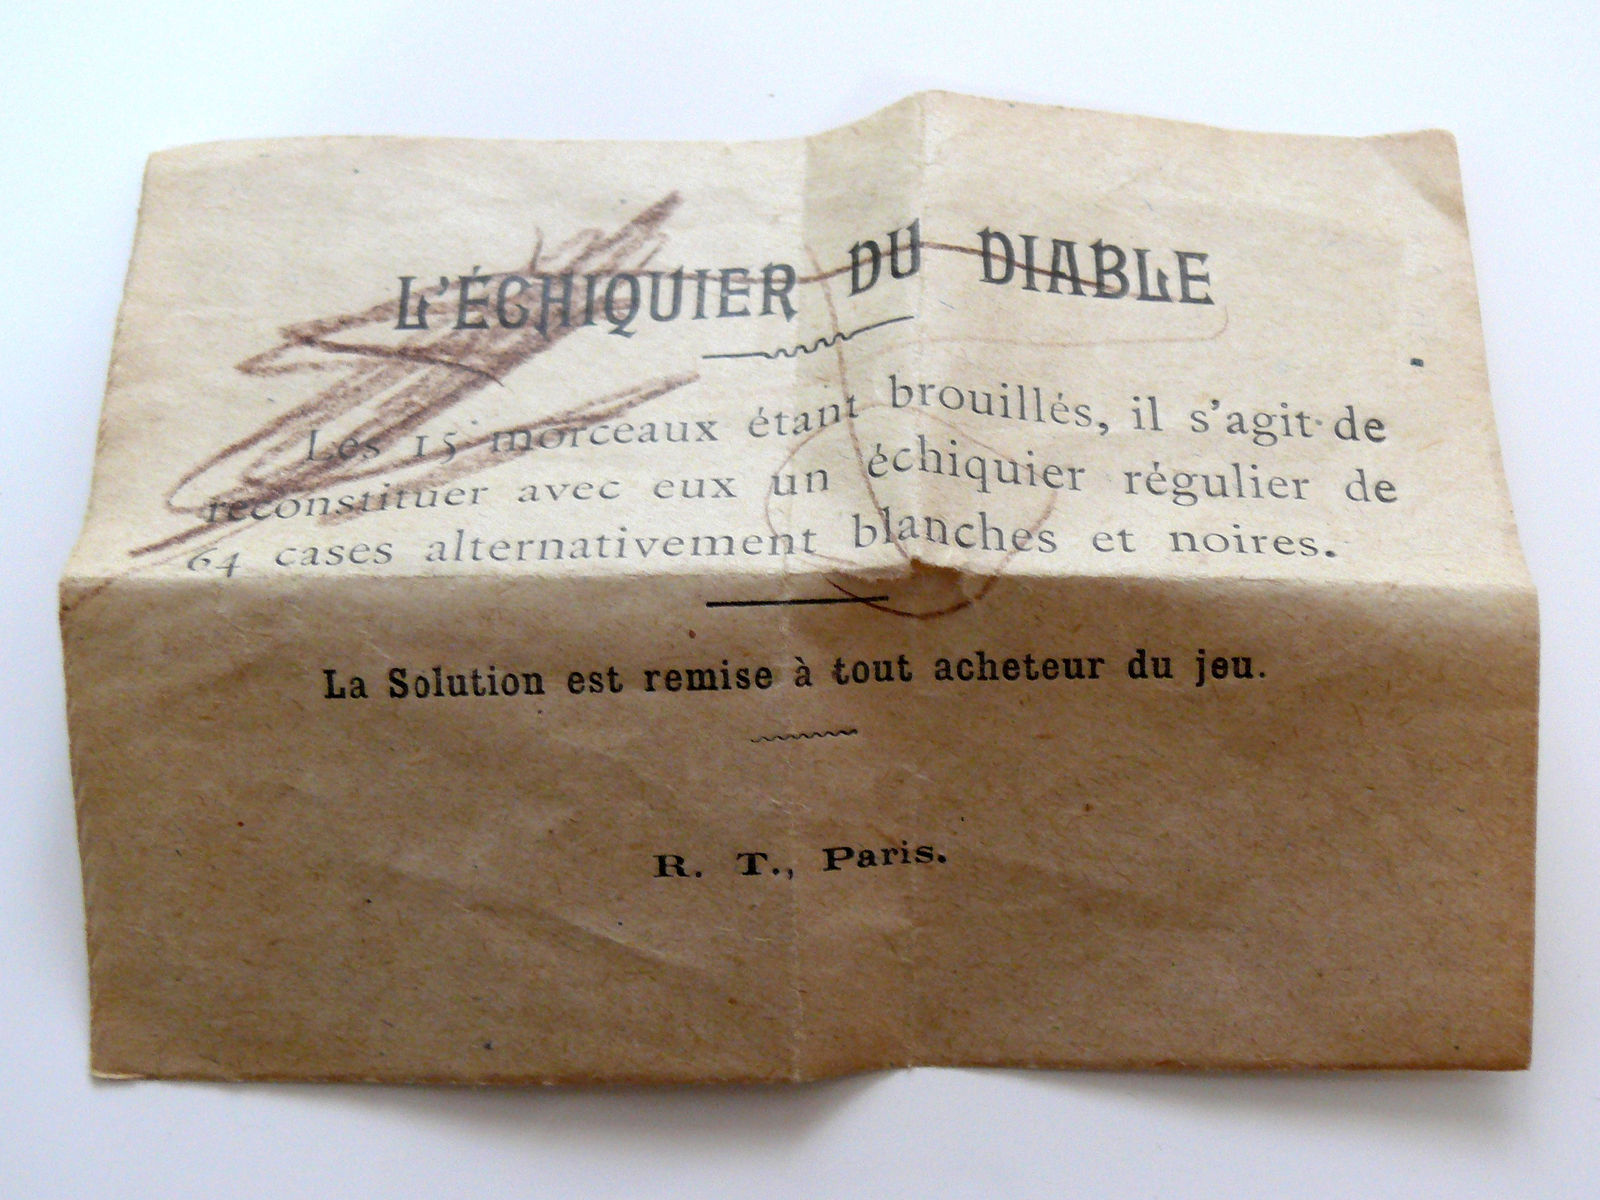 L'ÉCHIQUIER DU DIABLE
Les 15 morceaux étant brouillés, il s'agit de
reconstituer avec eux un échiquier régulier de
64 cases alternativement blanches et noires.
La Solution est remise à tout acheteur du jeu.
R. T., Paris.